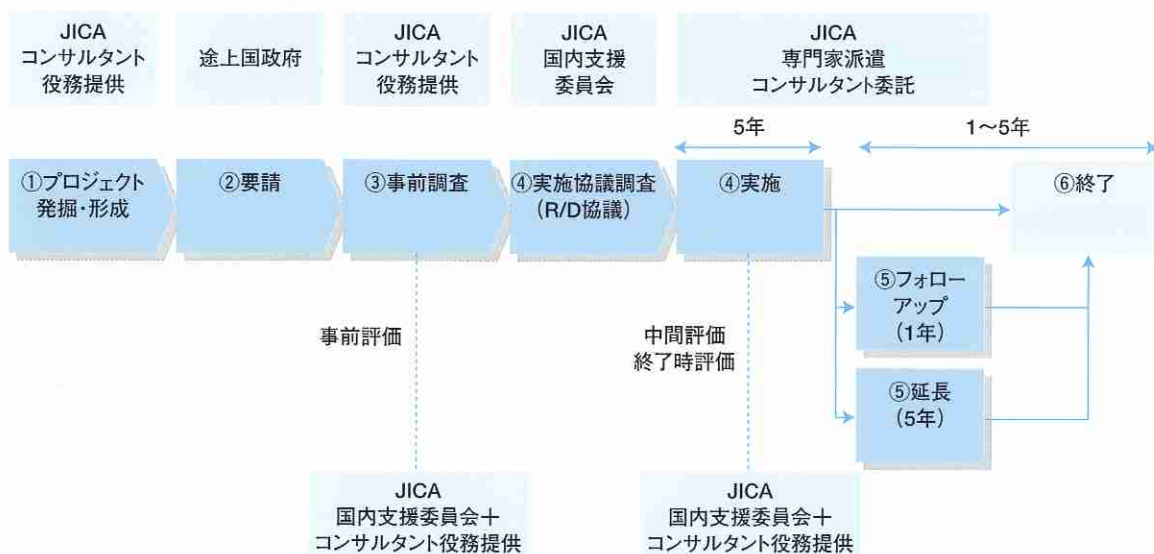 JICA
コンサルタント
役務提供
途上国政府
JICA
コンサルタント
役務提供
JICA
国内支援
委員会
JICA
専門家派遣
コンサルタント委託
5年
1〜5年
①プロジェクト
発掘・形成
②要請
③事前調査
④実施協議調査
(R/D協議)
④実施
⑥終了
⑤フォロー
アップ
(1年)
⑤延長
(5年)
事前評価
中間評価
終了時評価
JICA
国内支援委員会＋
コンサルタント役務提供
JICA
国内支援委員会＋
コンサルタント役務提供